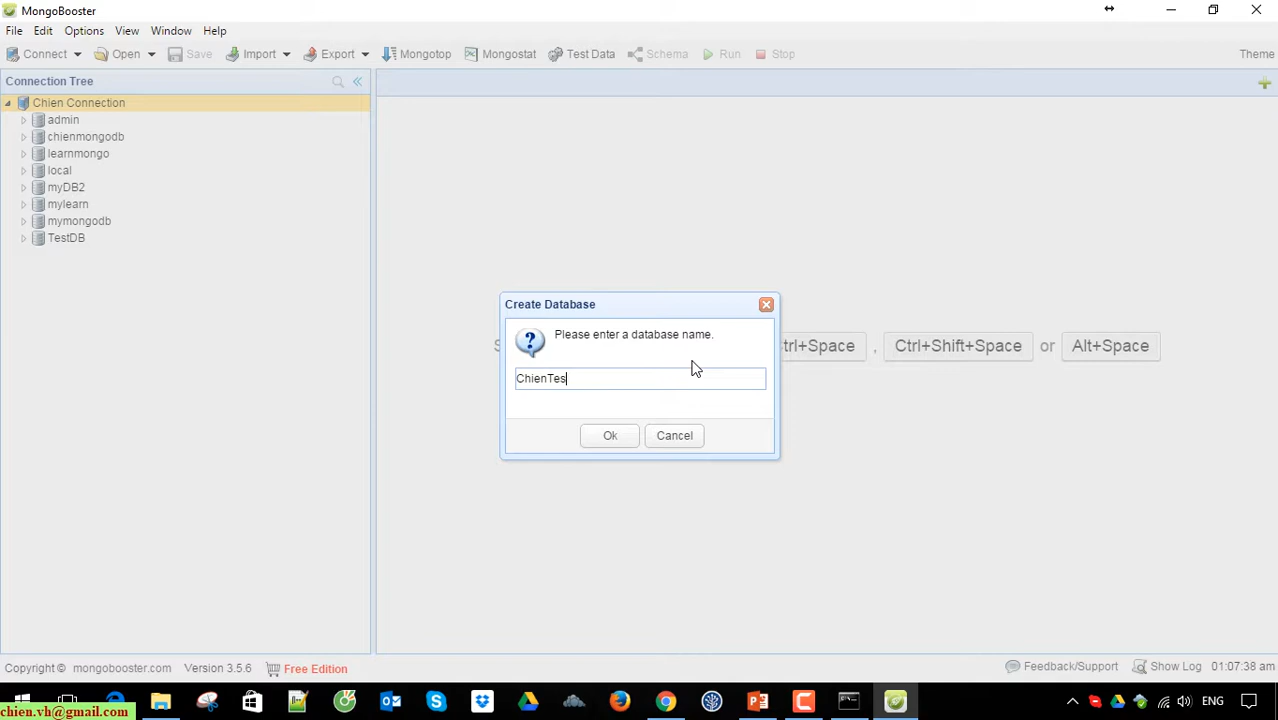 MongoBooster
File Edit Options View Window Help
Connect Open Save Import Export Mongotop Mongostat Test Data Schema Run Stop Theme
Connection Tree
Chien Connection
admin
chienmongodb
learnmongo
local
myDB2
mylearn
mymongodb
TestDB
Create Database
Please enter a database name.
ChienTes
Ok Cancel
Ctrl+Space , Ctrl+Shift+Space or Alt+Space
Copyright © mongobooster.com Version 3.5.6 Free Edition Feedback/Support Show Log 01:07:38 am
ENG
chien.vh@gmail.com